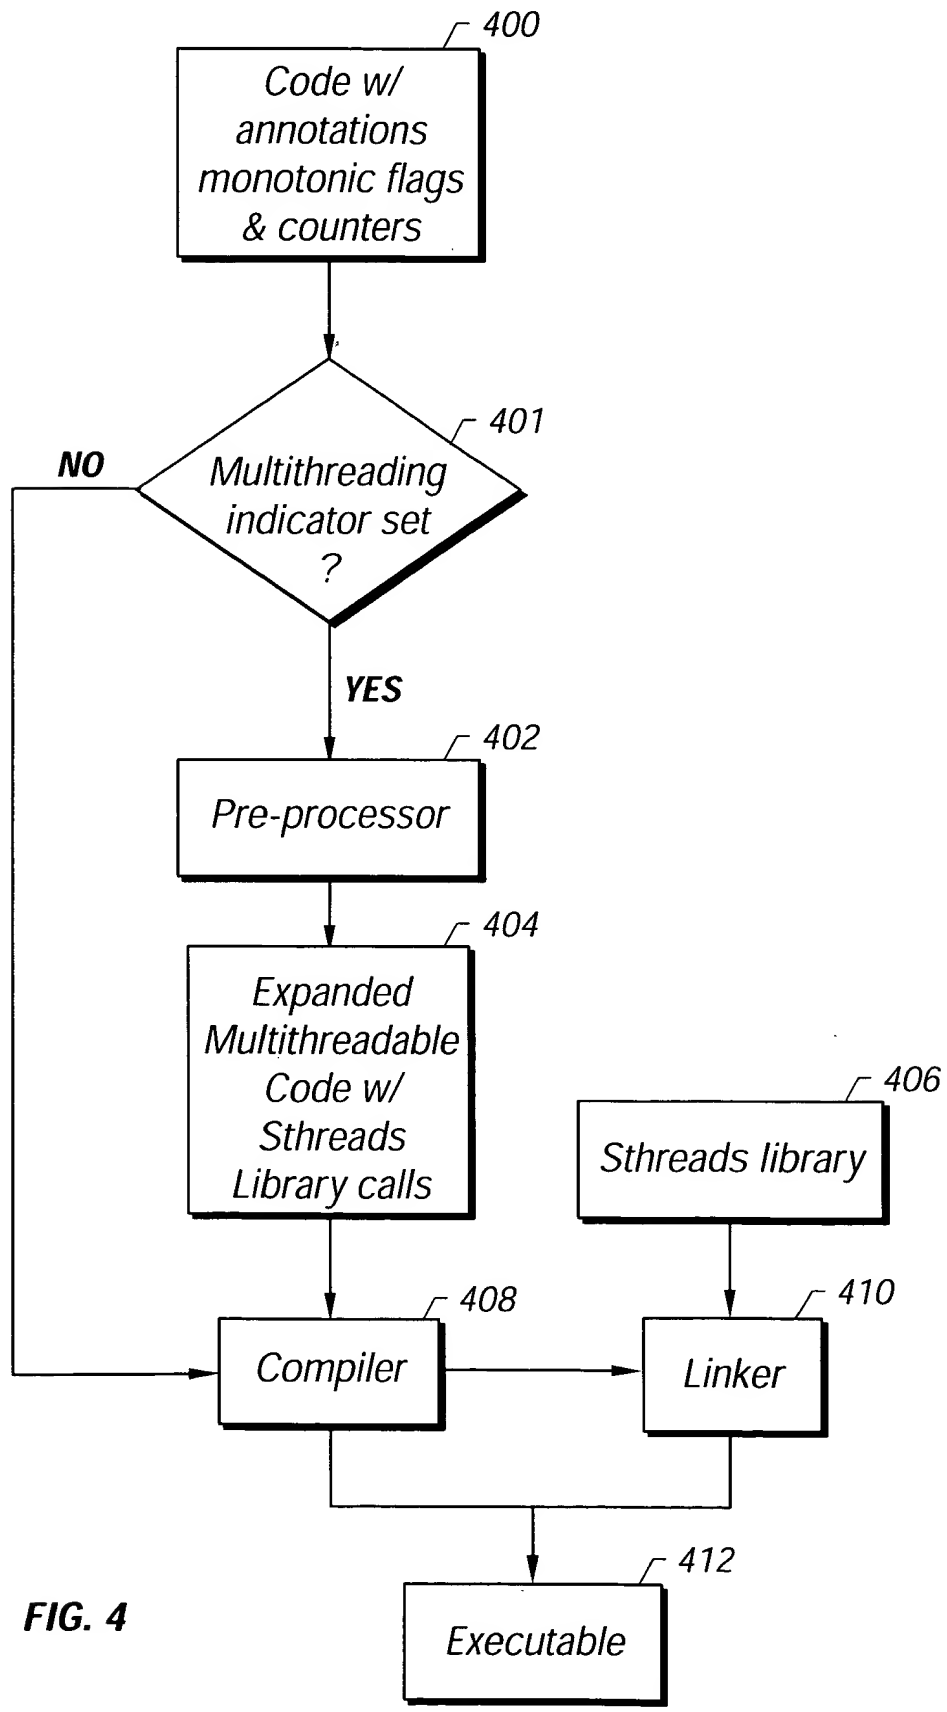 400
Code w/
annotations
monotonic flags
& counters
401
NO
Multithreading
indicator set
?
YES
402
Pre-processor
404
Expanded
Multithreadable
Code w/
Sthreads
Library calls
406
Sthreads library
408
Compiler
410
Linker
412
Executable
FIG. 4